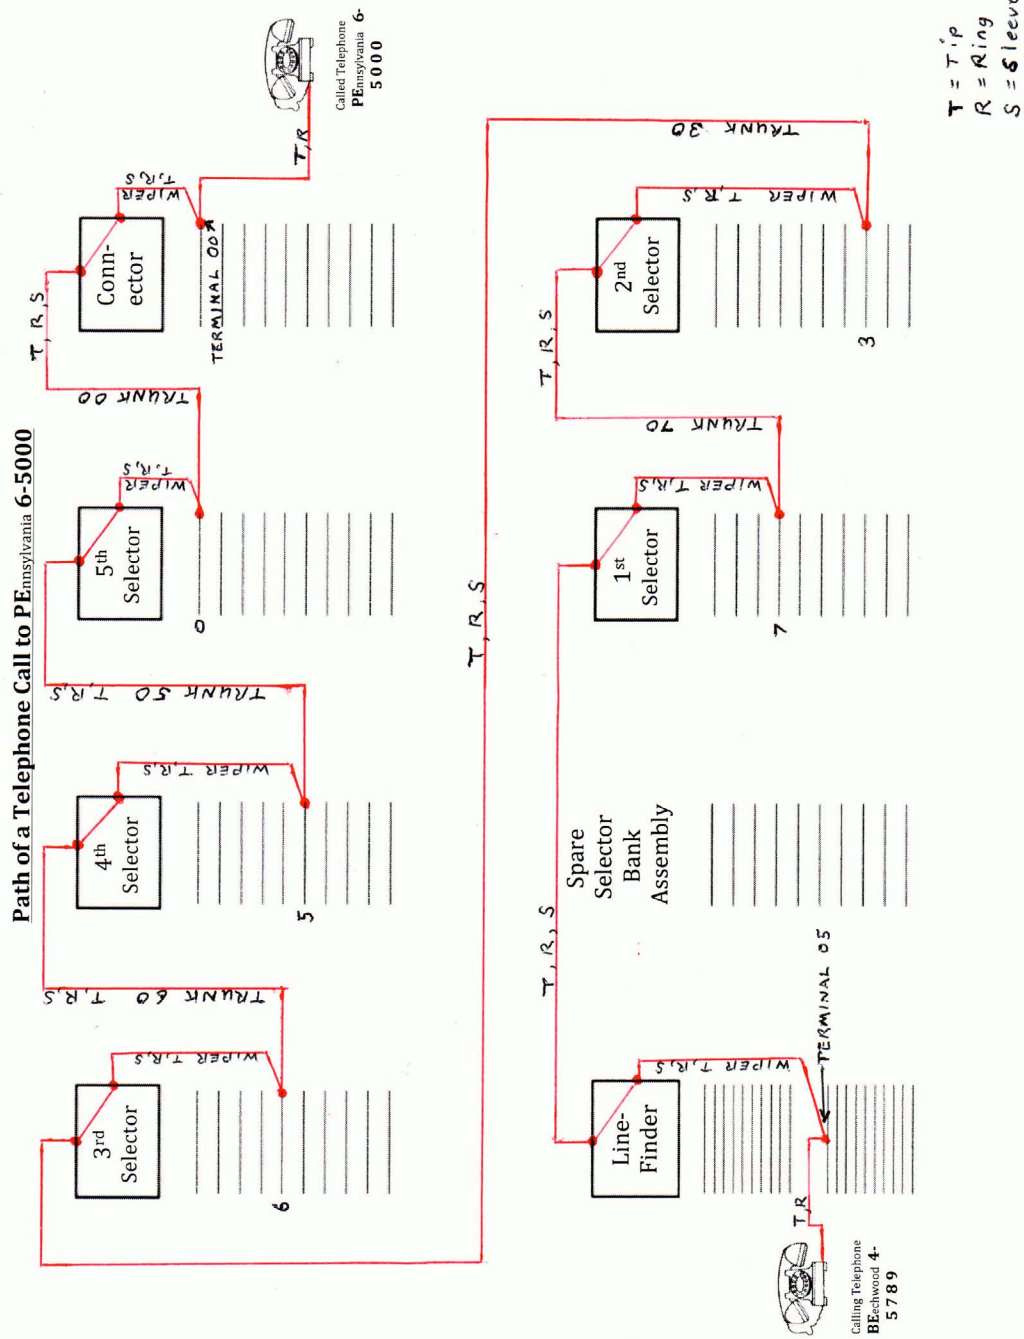 Path of a Telephone Call to PEnnsylvania 6-5000
3rd
Selector
WIPER T,R,S
6
TRUNK 60 T,R,S
4th
Selector
WIPER T,R,S
5
TRUNK 50 T,R,S
5th
Selector
WIPER
T,R,S
0
TRUNK 00
T, R, S
Conn-
ector
WIPER
T,R,S
TERMINAL 00
T,R
Called Telephone
PEnnsylvania 6-
5000
T, R, S
Calling Telephone
BEechwood 4-
5789
T,R
Line-
Finder
WIPER T,R,S
TERMINAL 05
T, R, S
Spare
Selector
Bank
Assembly
1st
Selector
WIPER T,R,S
7
TRUNK 70
T, R, S
2nd
Selector
WIPER T, R, S
3
TRUNK 30
T = Tip
R = Ring
S = Sleeve